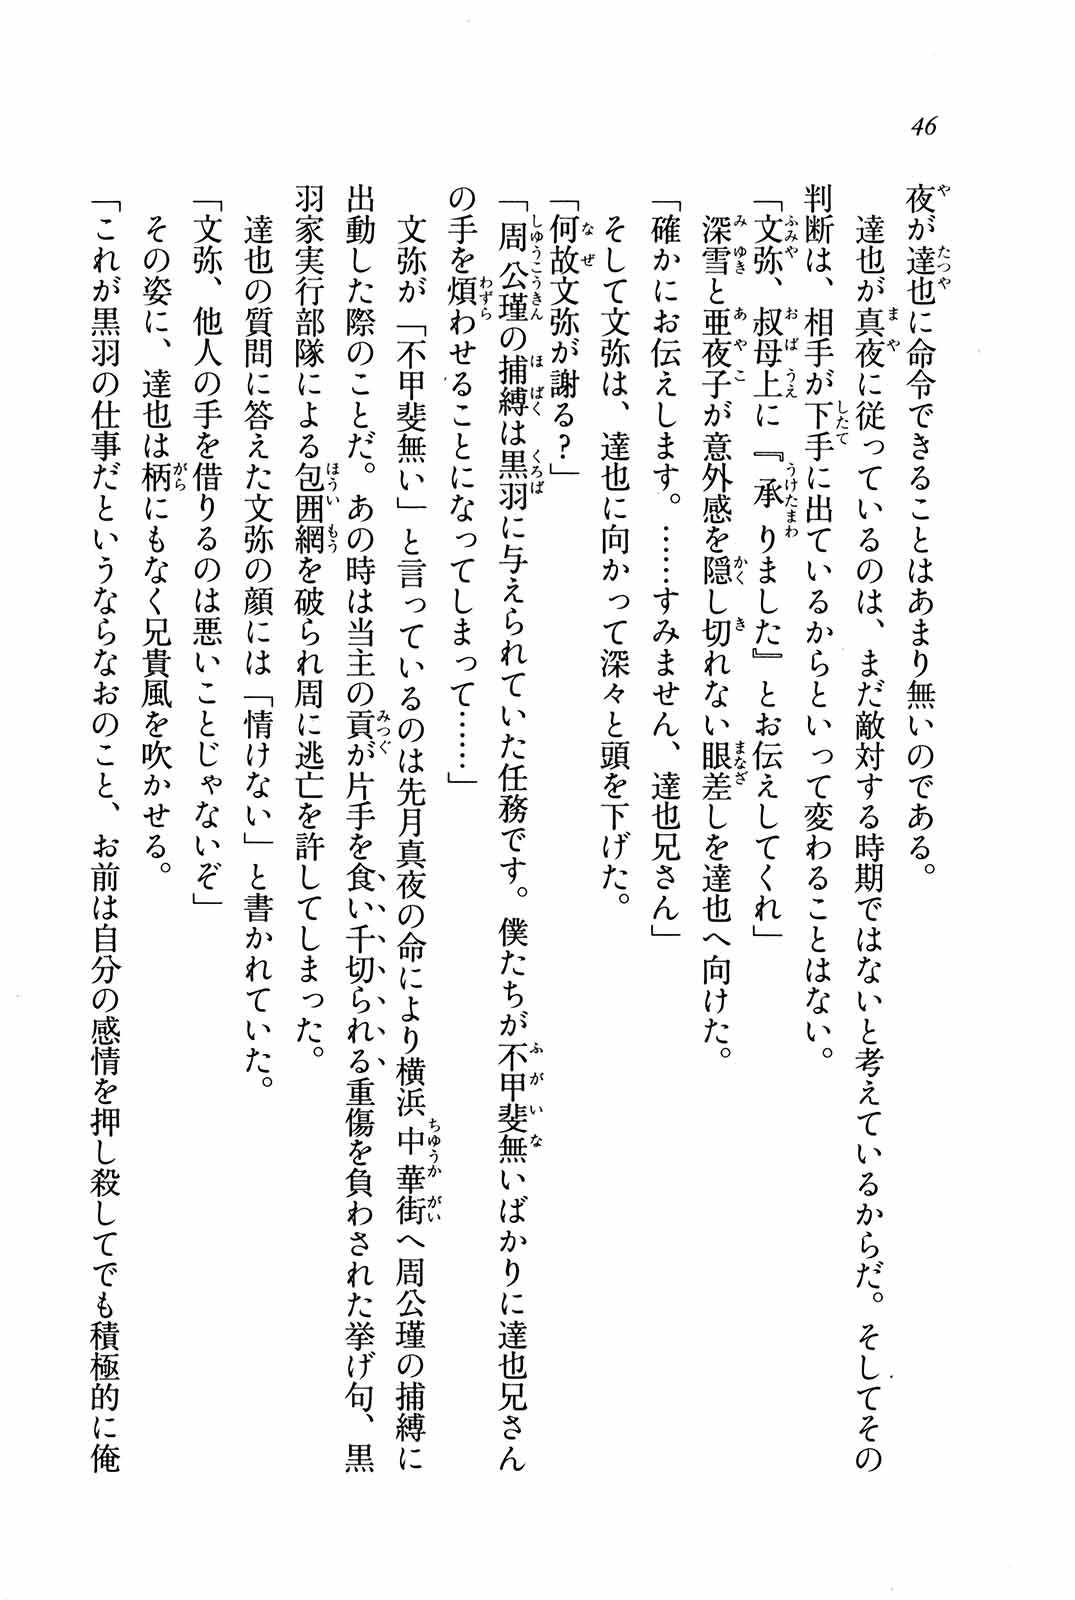 46
夜が達也に命令できることはあまり無いのである。
達也が真夜に従っているのは、まだ敵対する時期ではないと考えているからだ。そしてその
判断は、相手が下手に出ているからといって変わることはない。
「文弥、叔母上に『承りました』とお伝えしてくれ」
深雪と亜夜子が意外感を隠し切れない眼差しを達也へ向けた。
「確かにお伝えします。……すみません、達也兄さん」
そして文弥は、達也に向かって深々と頭を下げた。
「何故文弥が謝る？」
「周公瑾の捕縛は黒羽に与えられていた任務です。僕たちが不甲斐無いばかりに達也兄さん
の手を煩わせることになってしまって……」
文弥が「不甲斐無い」と言っているのは先月真夜の命により横浜中華街へ周公瑾の捕縛に
出動した際のことだ。あの時は当主の貢が片手を食い千切られる重傷を負わされた挙げ句、黒
羽家実行部隊による包囲網を破られ周に逃亡を許してしまった。
達也の質問に答えた文弥の顔には「情けない」と書かれていた。
「文弥、他人の手を借りるのは悪いことじゃないぞ」
その姿に、達也は柄にもなく兄貴風を吹かせる。
「これが黒羽の仕事だというならなおのこと、お前は自分の感情を押し殺してでも積極的に俺